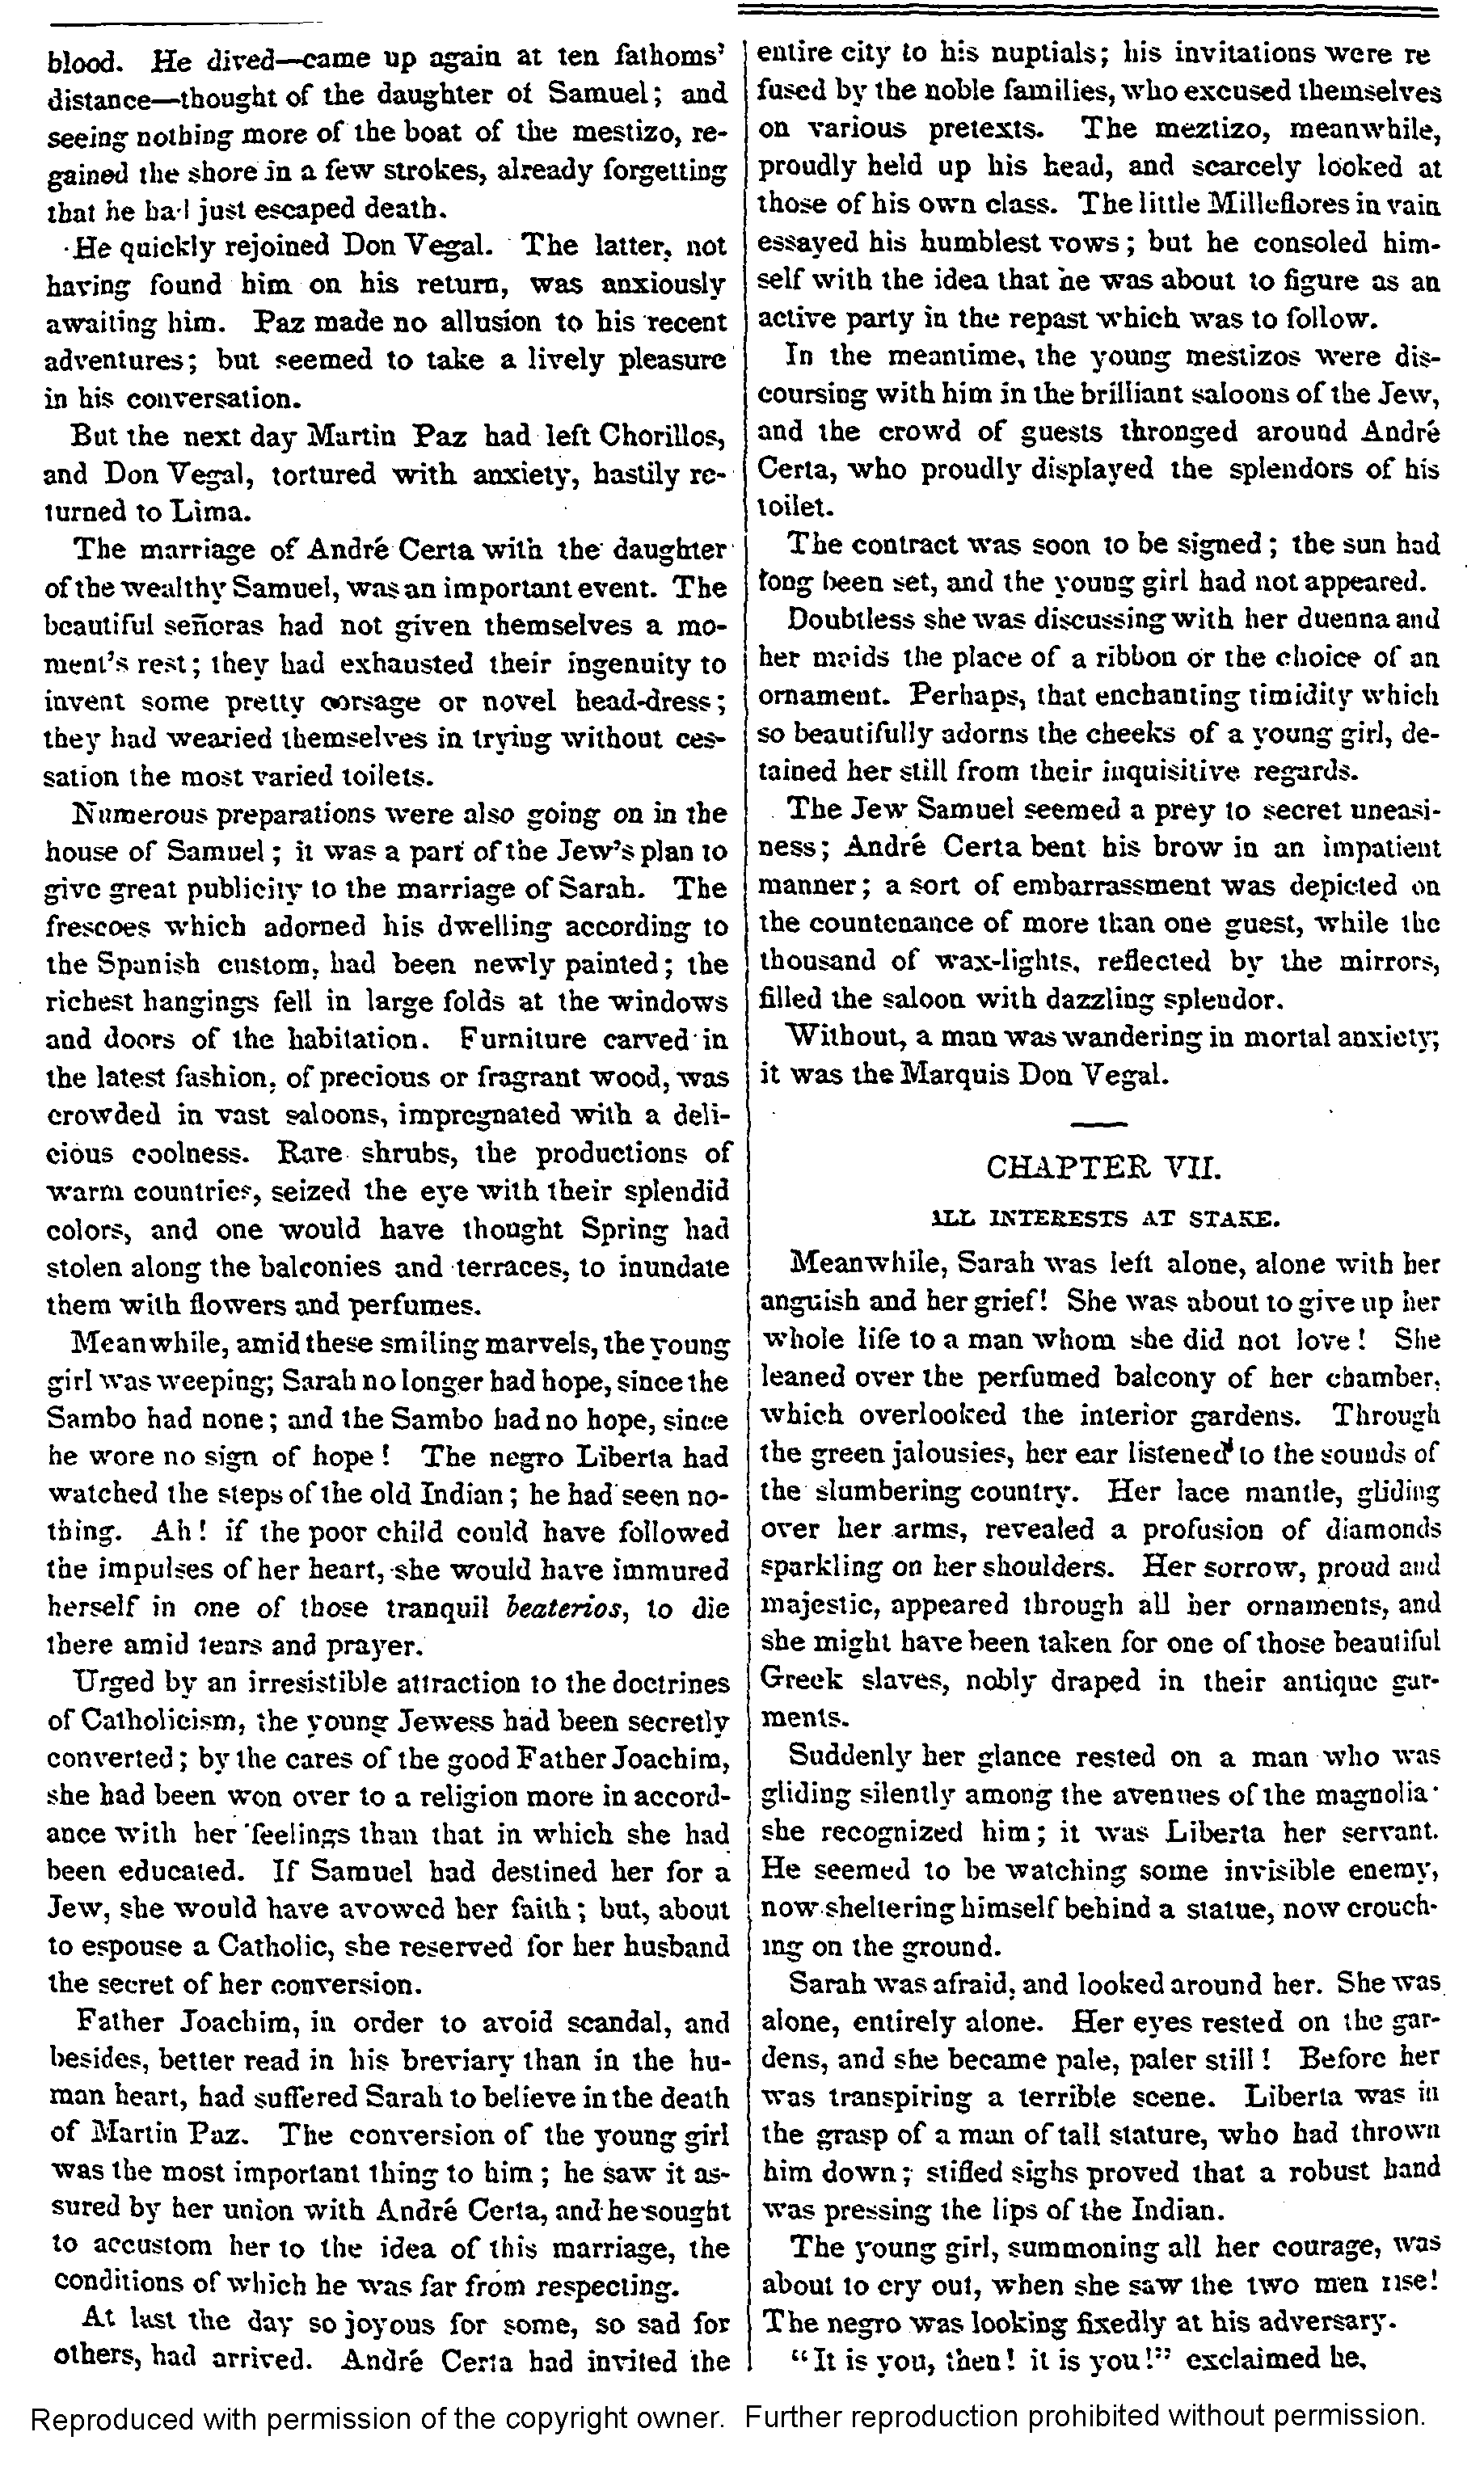 blood. He dived—came up again at ten fathoms'
distance—thought of the daughter of Samuel; and
seeing nothing more of the boat of the mestizo, re-
gained the shore in a few strokes, already forgetting
that he had just escaped death.
He quickly rejoined Don Vegal. The latter, not
having found him on his return, was anxiously
awaiting him. Paz made no allusion to his recent
adventures; but seemed to take a lively pleasure
in his conversation.
But the next day Martin Paz had left Chorillos,
and Don Vegal, tortured with anxiety, hastily re-
turned to Lima.
The marriage of André Certa with the daughter
of the wealthy Samuel, was an important event. The
beautiful señoras had not given themselves a mo-
ment's rest; they had exhausted their ingenuity to
invent some pretty corsage or novel head-dress;
they had wearied themselves in trying without ces-
sation the most varied toilets.
Numerous preparations were also going on in the
house of Samuel; it was a part of the Jew's plan to
give great publicity to the marriage of Sarah. The
frescoes which adorned his dwelling according to
the Spanish custom, had been newly painted; the
richest hangings fell in large folds at the windows
and doors of the habitation. Furniture carved in
the latest fashion, of precious or fragrant wood, was
crowded in vast saloons, impregnated with a deli-
cious coolness. Rare shrubs, the productions of
warm countries, seized the eye with their splendid
colors, and one would have thought Spring had
stolen along the balconies and terraces, to inundate
them with flowers and perfumes.
Meanwhile, amid these smiling marvels, the young
girl was weeping; Sarah no longer had hope, since the
Sambo had none; and the Sambo had no hope, since
he wore no sign of hope! The negro Liberta had
watched the steps of the old Indian; he had seen no-
thing. Ah! if the poor child could have followed
the impulses of her heart, she would have immured
herself in one of those tranquil beaterios, to die
there amid tears and prayer.
Urged by an irresistible attraction to the doctrines
of Catholicism, the young Jewess had been secretly
converted; by the cares of the good Father Joachim,
she had been won over to a religion more in accord-
ance with her feelings than that in which she had
been educated. If Samuel had destined her for a
Jew, she would have avowed her faith; but, about
to espouse a Catholic, she reserved for her husband
the secret of her conversion.
Father Joachim, in order to avoid scandal, and
besides, better read in his breviary than in the hu-
man heart, had suffered Sarah to believe in the death
of Martin Paz. The conversion of the young girl
was the most important thing to him; he saw it as-
sured by her union with André Certa, and he sought
to accustom her to the idea of this marriage, the
conditions of which he was far from respecting.
At last the day so joyous for some, so sad for
others, had arrived. André Certa had invited the
entire city to his nuptials; his invitations were re
fused by the noble families, who excused themselves
on various pretexts. The meztizo, meanwhile,
proudly held up his head, and scarcely looked at
those of his own class. The little Milleflores in vain
essayed his humblest vows; but he consoled him-
self with the idea that he was about to figure as an
active party in the repast which was to follow.
In the meantime, the young mestizos were dis-
coursing with him in the brilliant saloons of the Jew,
and the crowd of guests thronged around André
Certa, who proudly displayed the splendors of his
toilet.
The contract was soon to be signed; the sun had
long been set, and the young girl had not appeared.
Doubtless she was discussing with her duenna and
her maids the place of a ribbon or the choice of an
ornament. Perhaps, that enchanting timidity which
so beautifully adorns the cheeks of a young girl, de-
tained her still from their inquisitive regards.
The Jew Samuel seemed a prey to secret uneasi-
ness; André Certa bent his brow in an impatient
manner; a sort of embarrassment was depicted on
the countenance of more than one guest, while the
thousand of wax-lights, reflected by the mirrors,
filled the saloon with dazzling splendor.
Without, a man was wandering in mortal anxiety;
it was the Marquis Don Vegal.
CHAPTER VII.
ALL INTERESTS AT STAKE.
Meanwhile, Sarah was left alone, alone with her
anguish and her grief! She was about to give up her
whole life to a man whom she did not love! She
leaned over the perfumed balcony of her chamber,
which overlooked the interior gardens. Through
the green jalousies, her ear listened to the sounds of
the slumbering country. Her lace mantle, gliding
over her arms, revealed a profusion of diamonds
sparkling on her shoulders. Her sorrow, proud and
majestic, appeared through all her ornaments, and
she might have been taken for one of those beautiful
Greek slaves, nobly draped in their antique gar-
ments.
Suddenly her glance rested on a man who was
gliding silently among the avenues of the magnolia·
she recognized him; it was Liberta her servant.
He seemed to be watching some invisible enemy,
now sheltering himself behind a statue, now crouch-
ing on the ground.
Sarah was afraid, and looked around her. She was
alone, entirely alone. Her eyes rested on the gar-
dens, and she became pale, paler still! Before her
was transpiring a terrible scene. Liberta was in
the grasp of a man of tall stature, who had thrown
him down; stifled sighs proved that a robust hand
was pressing the lips of the Indian.
The young girl, summoning all her courage, was
about to cry out, when she saw the two men rise!
The negro was looking fixedly at his adversary.
"It is you, then! it is you!" exclaimed he,
Reproduced with permission of the copyright owner. Further reproduction prohibited without permission.